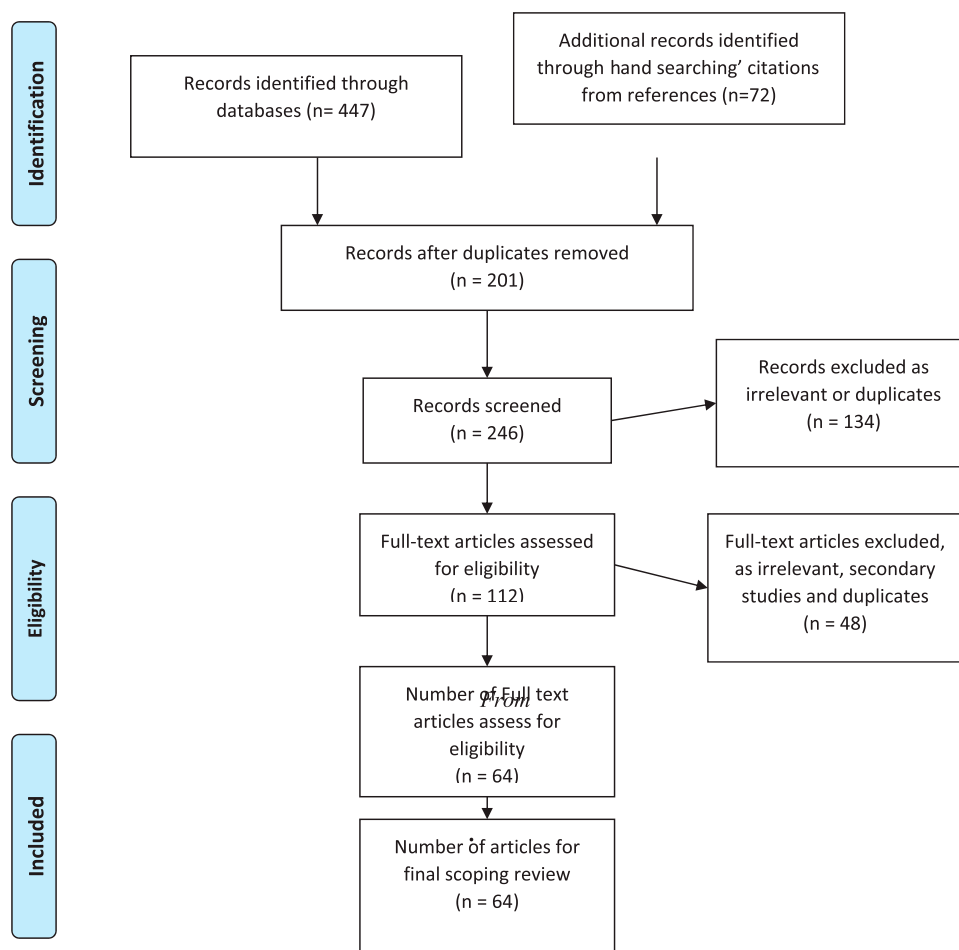 Identification
Records identified through
databases (n= 447)
Additional records identified
through hand searching’ citations
from references (n=72)
Records after duplicates removed
(n = 201)
Screening
Records screened
(n = 246)
Records excluded as
irrelevant or duplicates
(n = 134)
Eligibility
Full-text articles assessed
for eligibility
(n = 112)
Full-text articles excluded,
as irrelevant, secondary
studies and duplicates
(n = 48)
Number of Full text
From
articles assess for
eligibility
(n = 64)
Included
Number of articles for
final scoping review
(n = 64)